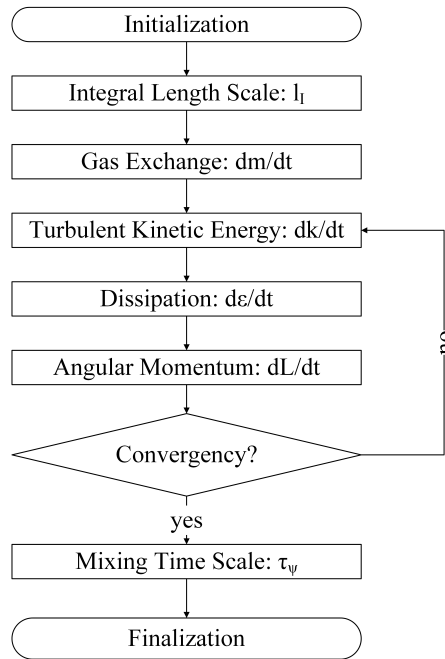 Initialization
Integral Length Scale: lI
Gas Exchange: dm/dt
Turbulent Kinetic Energy: dk/dt
Dissipation: dε/dt
Angular Momentum: dL/dt
Convergency?
no
yes
Mixing Time Scale: τψ
Finalization